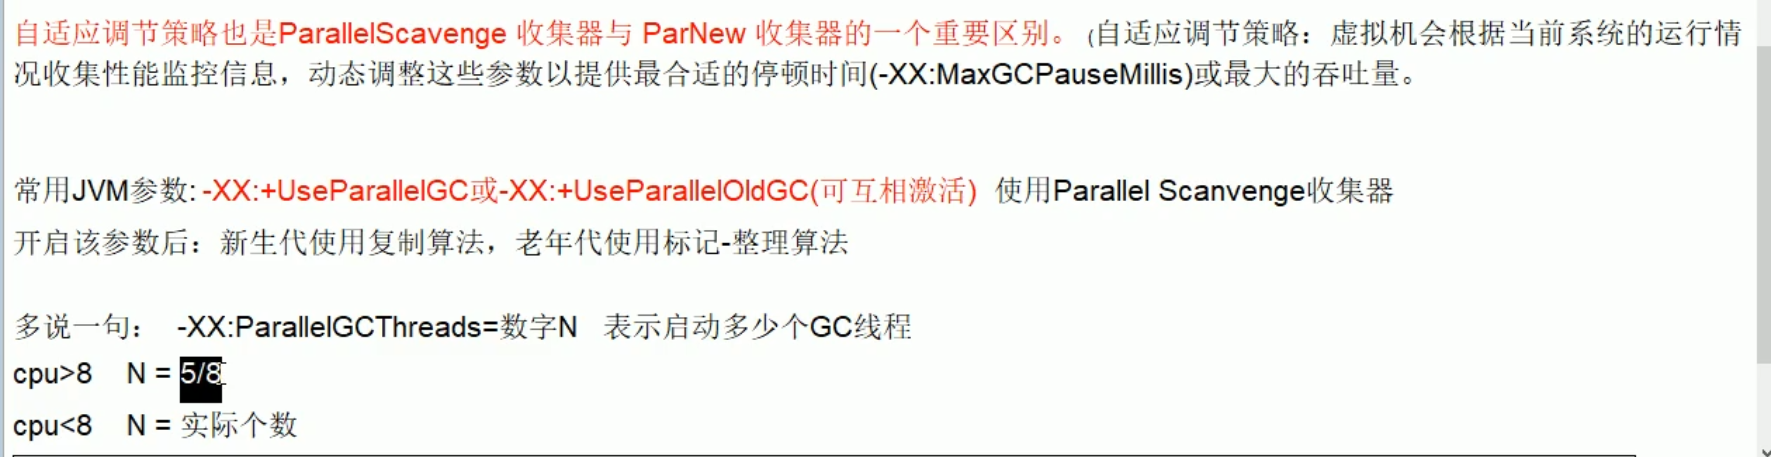 自适应调节策略也是ParallelScavenge 收集器与 ParNew 收集器的一个重要区别。(自适应调节策略：虚拟机会根据当前系统的运行情
况收集性能监控信息，动态调整这些参数以提供最合适的停顿时间(-XX:MaxGCPauseMillis)或最大的吞吐量。
常用JVM参数: -XX:+UseParallelGC或-XX:+UseParallelOldGC(可互相激活) 使用Parallel Scanvenge收集器
开启该参数后：新生代使用复制算法，老年代使用标记-整理算法
多说一句： -XX:ParallelGCThreads=数字N 表示启动多少个GC线程
cpu>8 N = 5/8
cpu<8 N = 实际个数